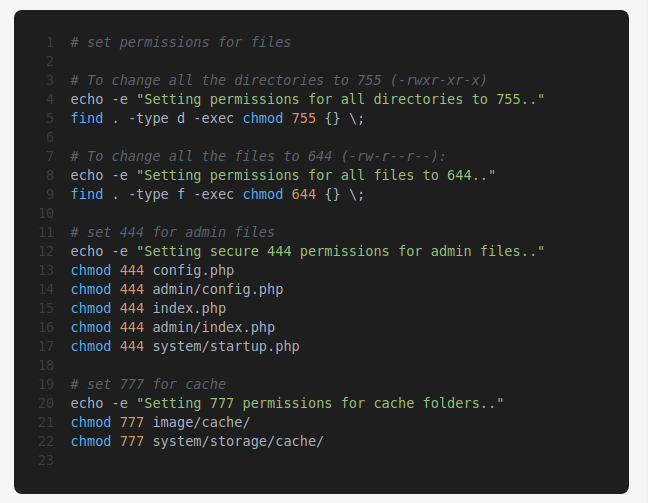 1 # set permissions for files
2
3 # To change all the directories to 755 (-rwxr-xr-x)
4 echo -e "Setting permissions for all directories to 755.."
5 find . -type d -exec chmod 755 {} \;
6
7 # To change all the files to 644 (-rw-r--r--):
8 echo -e "Setting permissions for all files to 644.."
9 find . -type f -exec chmod 644 {} \;
10
11 # set 444 for admin files
12 echo -e "Setting secure 444 permissions for admin files.."
13 chmod 444 config.php
14 chmod 444 admin/config.php
15 chmod 444 index.php
16 chmod 444 admin/index.php
17 chmod 444 system/startup.php
18
19 # set 777 for cache
20 echo -e "Setting 777 permissions for cache folders.."
21 chmod 777 image/cache/
22 chmod 777 system/storage/cache/
23